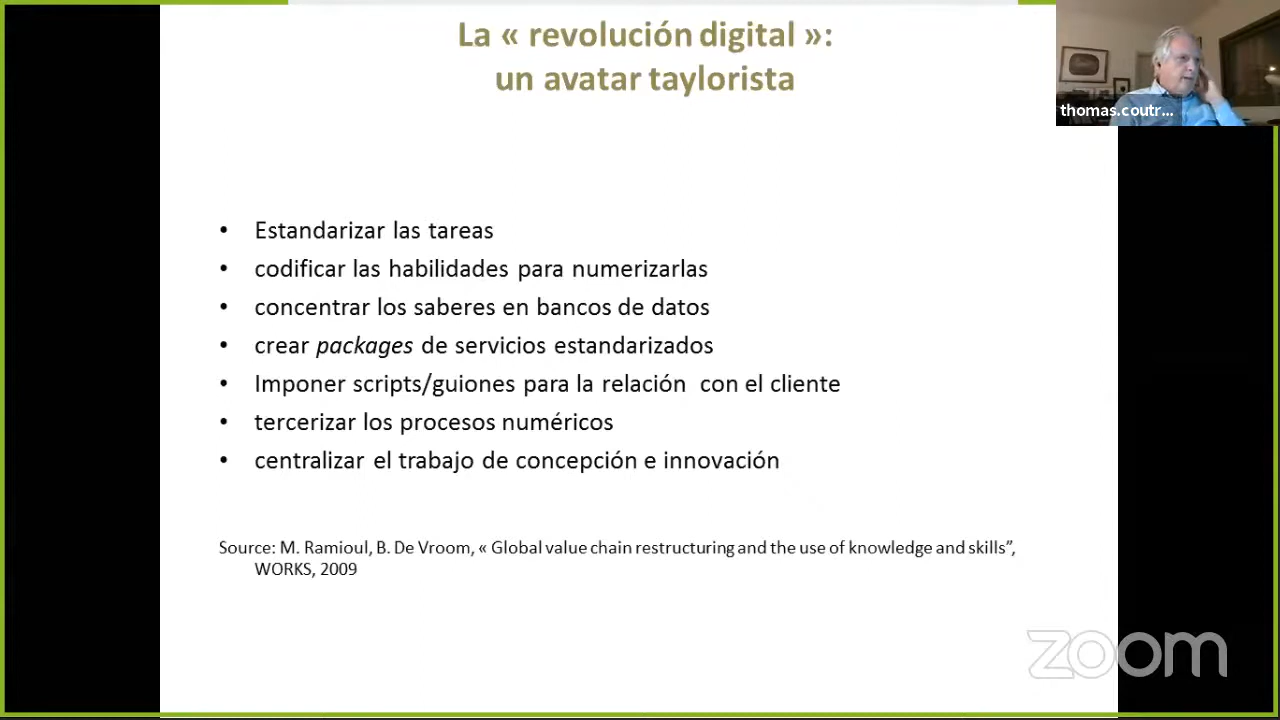 La « revolución digital »:
un avatar taylorista
thomas.coutr...
• Estandarizar las tareas
• codificar las habilidades para numerizarlas
• concentrar los saberes en bancos de datos
• crear packages de servicios estandarizados
• Imponer scripts/guiones para la relación  con el cliente
• tercerizar los procesos numéricos
• centralizar el trabajo de concepción e innovación
Source: M. Ramioul, B. De Vroom, « Global value chain restructuring and the use of knowledge and skills”,
WORKS, 2009
zoom